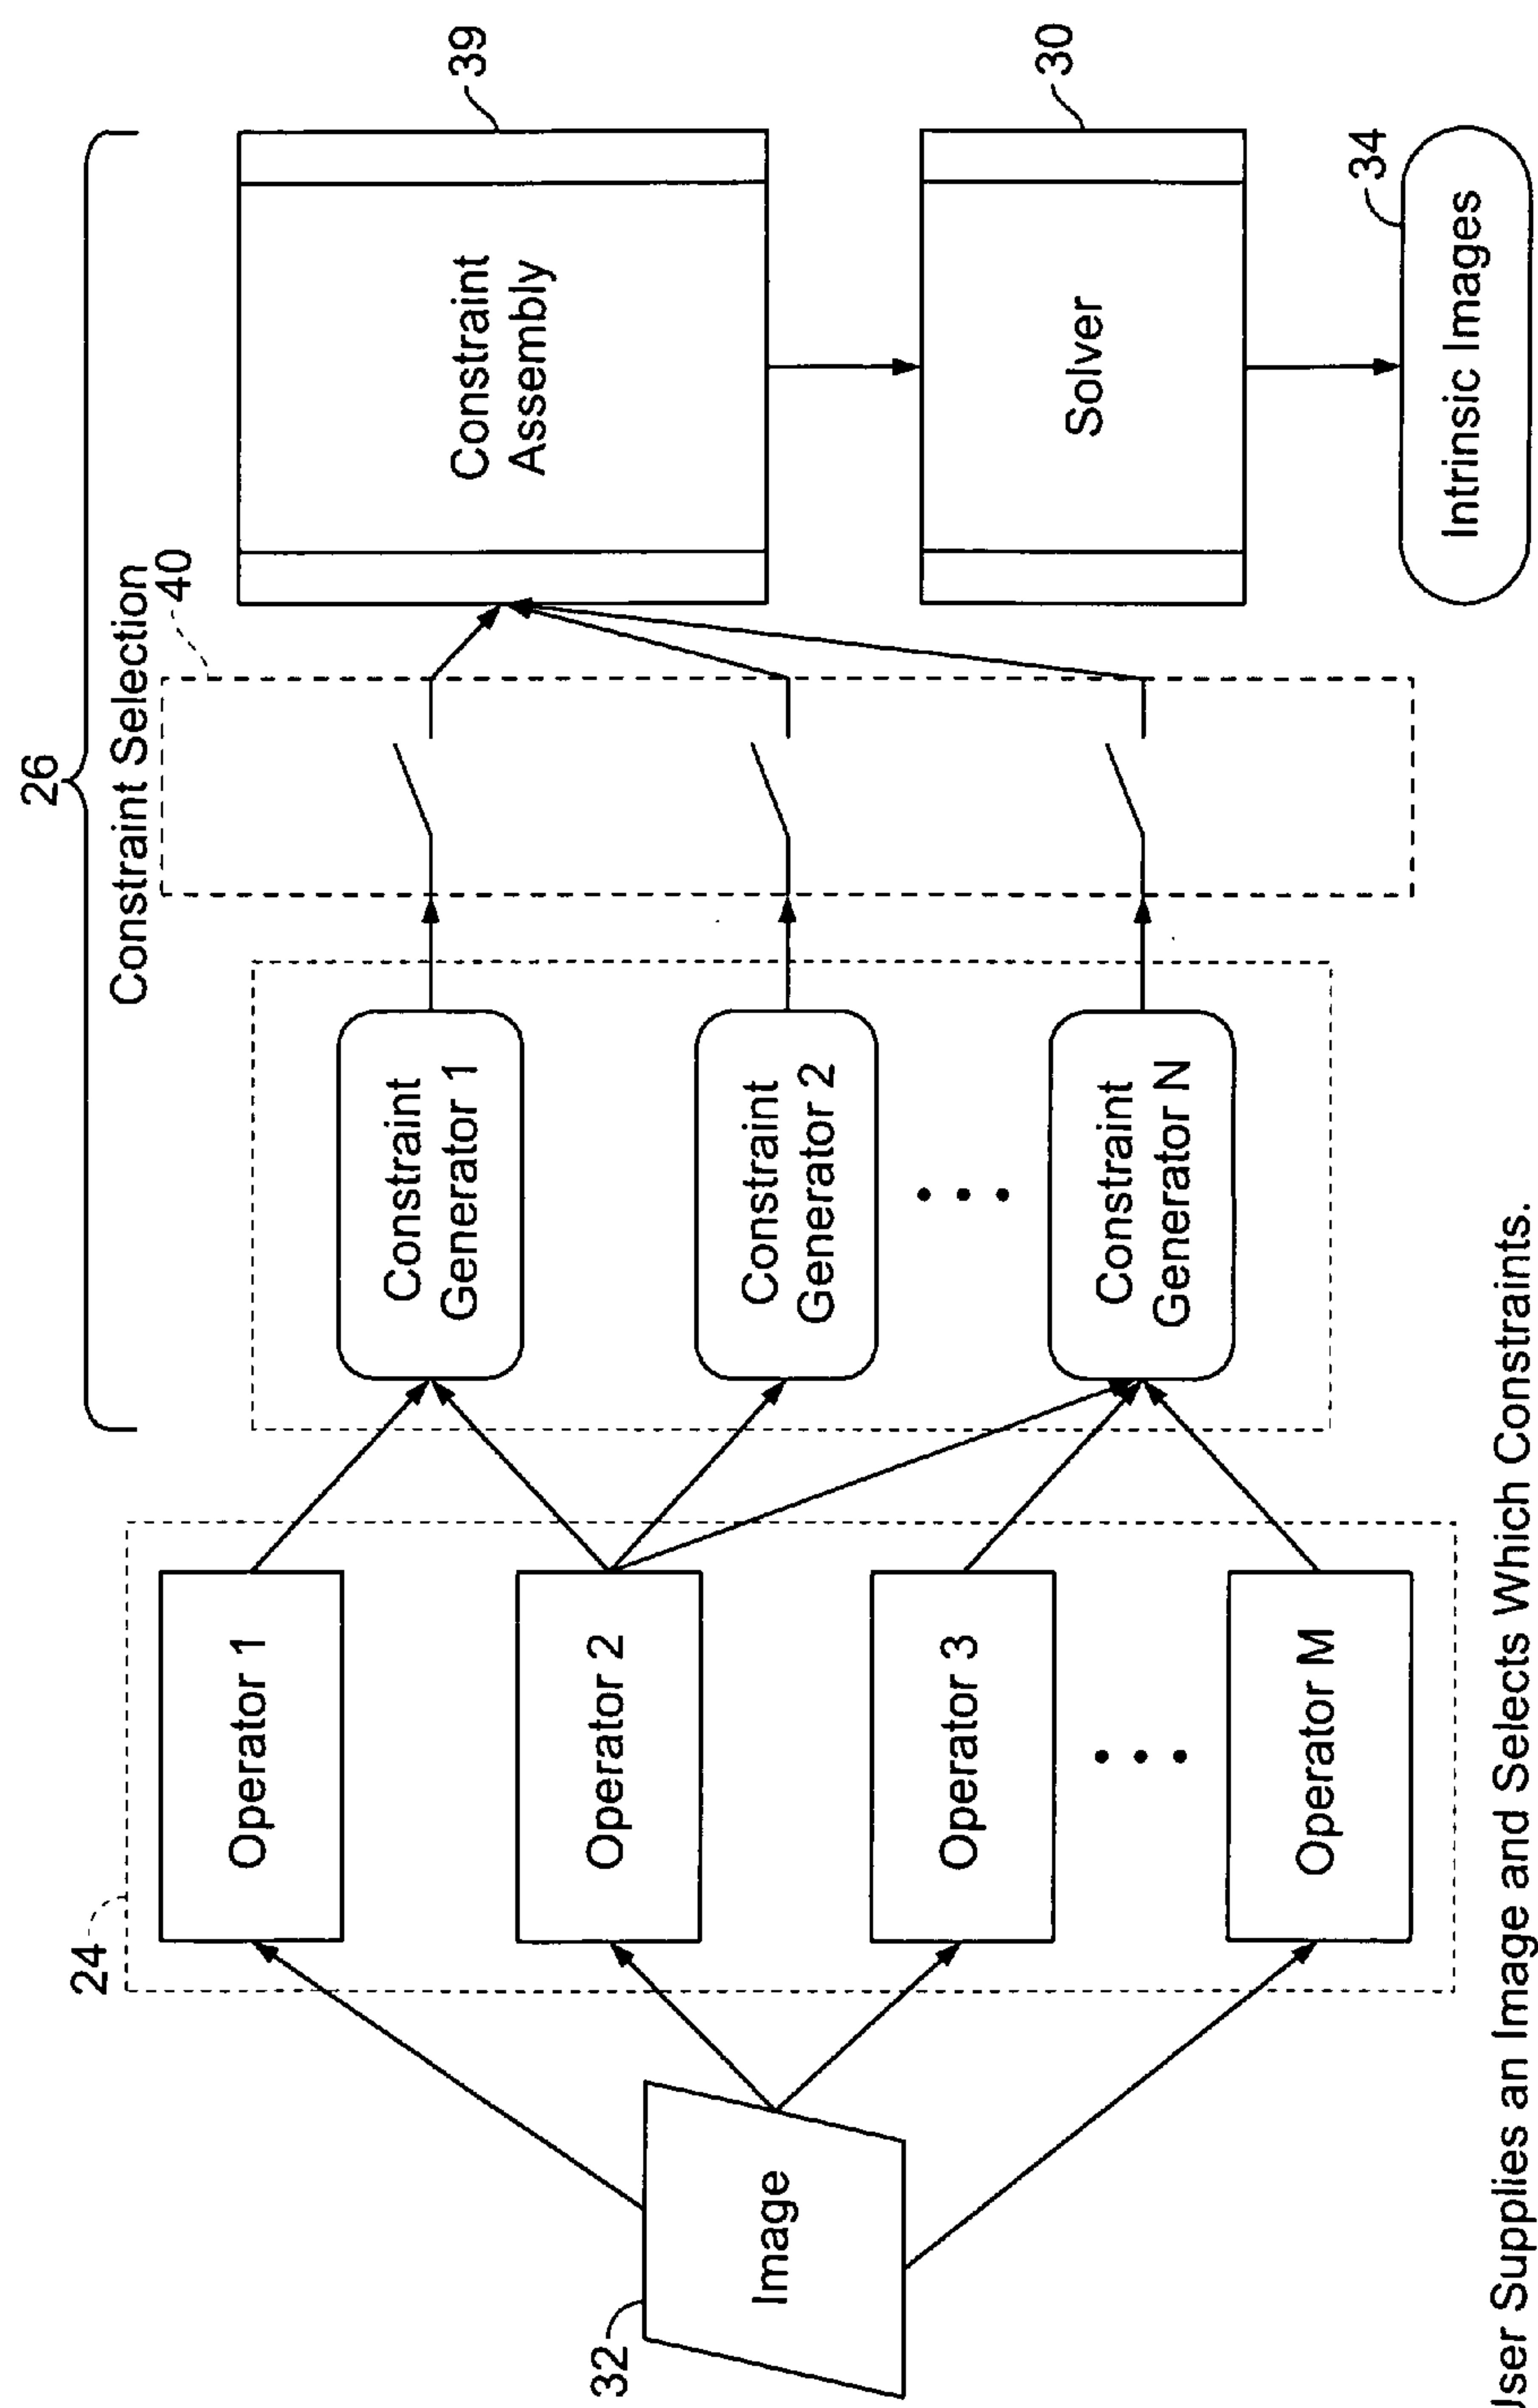 26
Constraint Selection
40
39
24
32
Image
Operator 1
Operator 2
Operator 3
Operator M
Constraint
Generator 1
Constraint
Generator 2
Constraint
Generator N
Constraint
Assembly
30
Solver
34
Intrinsic Images
User Supplies an Image and Selects Which Constraints.